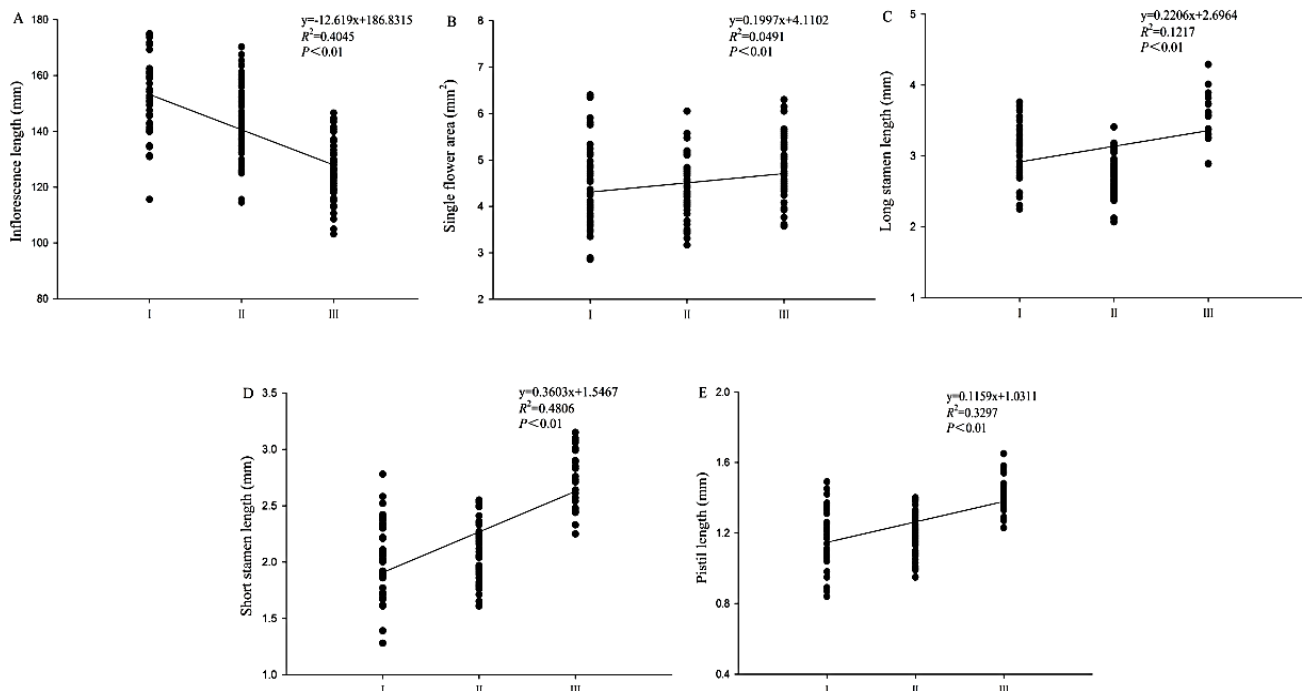 A
y=-12.619x+186.8315
R²=0.4045
P<0.01
Inflorescence length (mm)
180
160
140
120
100
80
I II III
B
y=0.1997x+4.1102
R²=0.0491
P<0.01
Single flower area (mm²)
8
7
6
5
4
3
2
I II III
C
y=0.2206x+2.6964
R²=0.1217
P<0.01
Long stamen length (mm)
5
4
3
2
1
I II III
D
y=0.3603x+1.5467
R²=0.4806
P<0.01
Short stamen length (mm)
3.5
3.0
2.5
2.0
1.5
1.0
I II III
E
y=0.1159x+1.0311
R²=0.3297
P<0.01
Pistil length (mm)
2.0
1.6
1.2
0.8
0.4
I II III